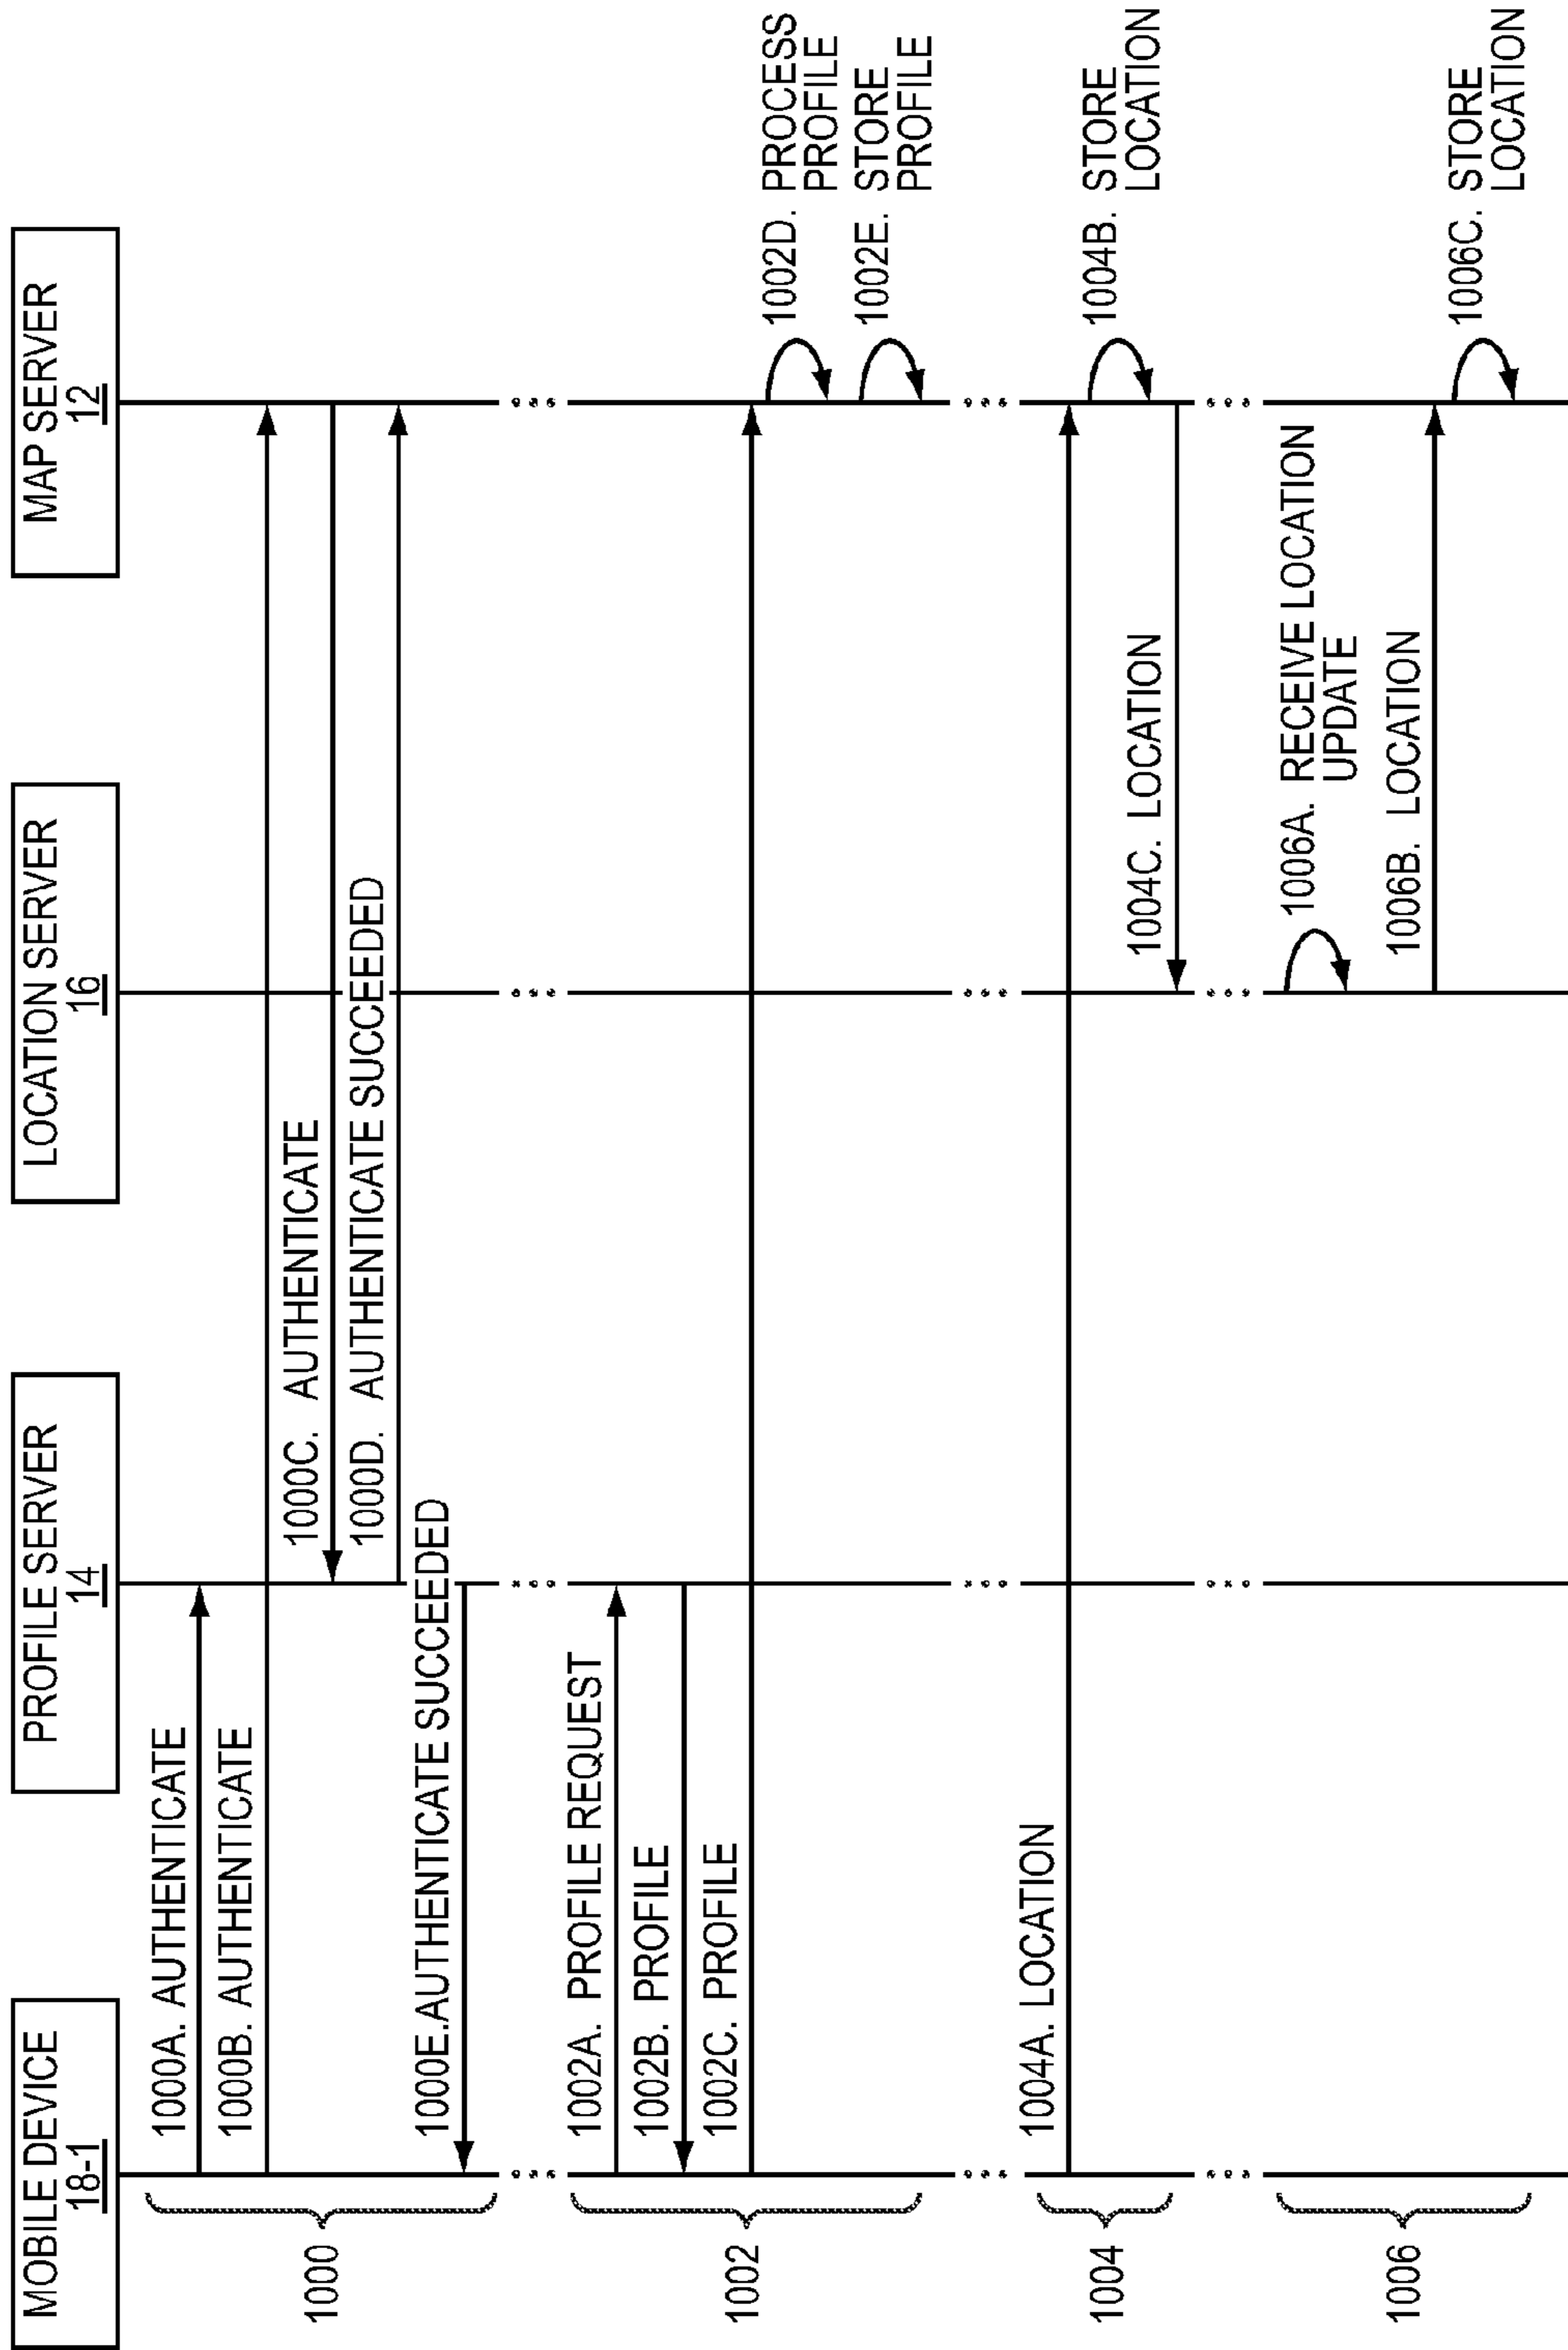 MOBILE DEVICE
18-1
PROFILE SERVER
14
LOCATION SERVER
16
MAP SERVER
12
1000
1000A. AUTHENTICATE
1000B. AUTHENTICATE
1000C. AUTHENTICATE
1000D. AUTHENTICATE SUCCEEDED
1000E.AUTHENTICATE SUCCEEDED
1002
1002A. PROFILE REQUEST
1002B. PROFILE
1002C. PROFILE
1002D. PROCESS
PROFILE
1002E. STORE
PROFILE
1004
1004A. LOCATION
1004B. STORE
LOCATION
1004C. LOCATION
1006
1006A. RECEIVE LOCATION
UPDATE
1006B. LOCATION
1006C. STORE
LOCATION